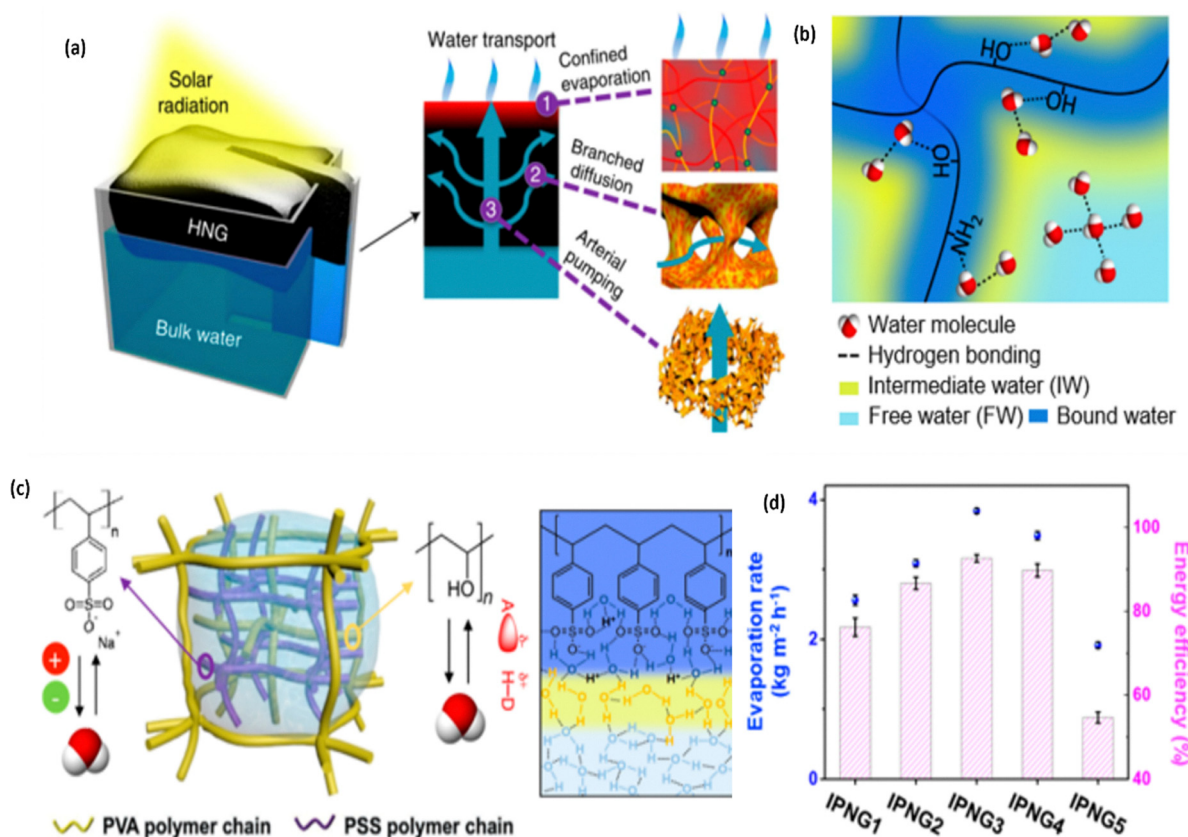 (a)
Solar
radiation
HNG
Bulk water
Water transport
Confined
evaporation
1
Branched
diffusion
2
3
Arterial
pumping
(b)
HO
OH
OH
NH2
Water molecule
Hydrogen bonding
Intermediate water (IW)
Free water (FW)
Bound water
(c)
n
O=S=O
O-
Na+
+
-
HO
n
A
δ-
H–D
δ+
PVA polymer chain
PSS polymer chain
n
H+
H+
H+
(d)
Evaporation rate
(kg m-2 h-1)
4
2
0
100
80
60
40
Energy efficiency
(%)
IPNG1
IPNG2
IPNG3
IPNG4
IPNG5